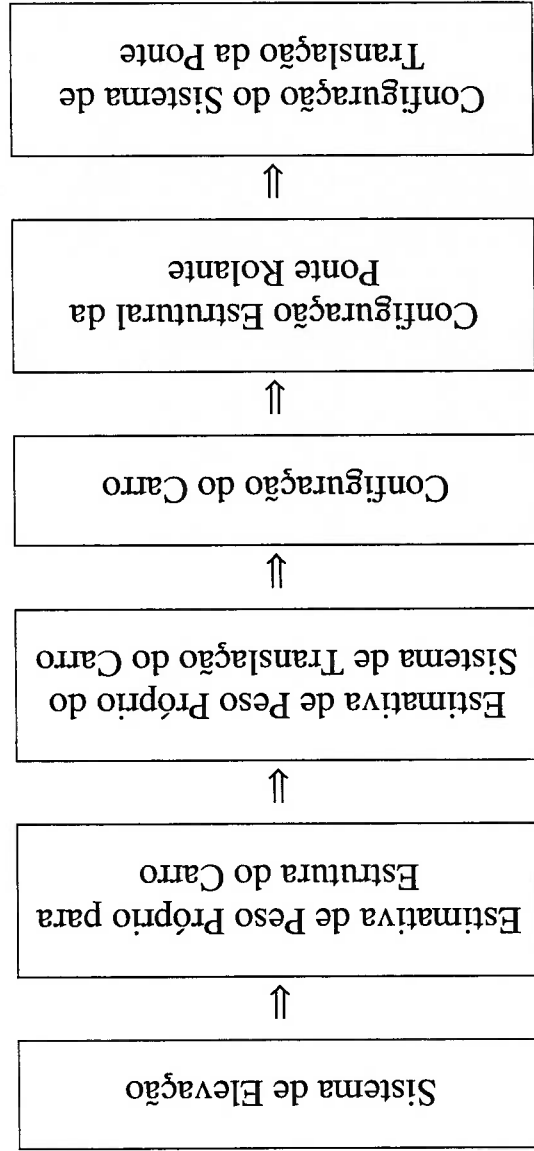 Sistema de Elevação
⇓
Estimativa de Peso Próprio para
Estrutura do Carro
⇓
Estimativa de Peso Próprio do
Sistema de Translação do Carro
⇓
Configuração do Carro
⇓
Configuração Estrutural da
Ponte Rolante
⇓
Configuração do Sistema de
Translação da Ponte